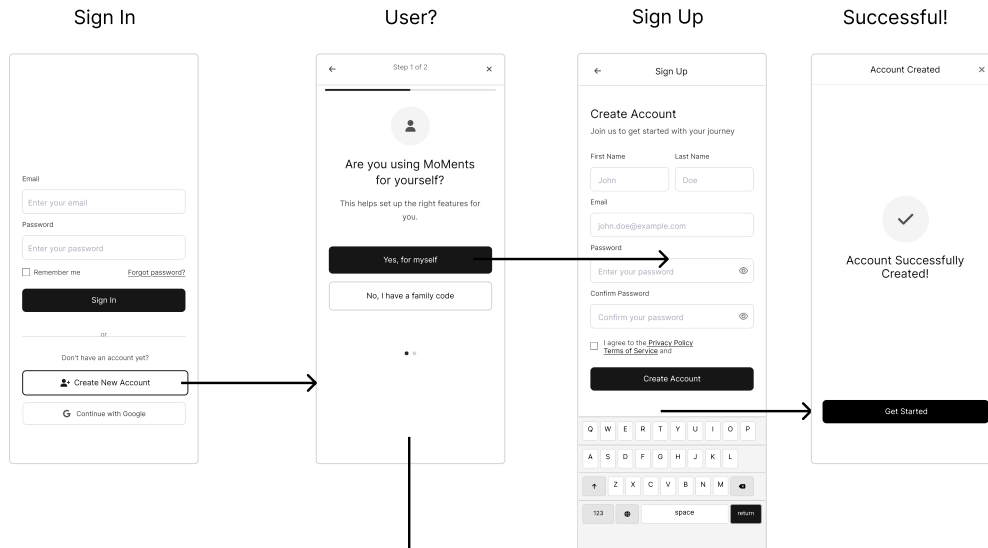 Sign In
User?
Sign Up
Successful!
Email
Enter your email
Password
Enter your password
Remember me
Forgot password?
Sign In
or
Don't have an account yet?
Create New Account
G Continue with Google
Step 1 of 2
Are you using MoMents
for yourself?
This helps set up the right features for
you.
Yes, for myself
No, I have a family code
Sign Up
Create Account
Join us to get started with your journey
First Name
Last Name
John
Doe
Email
john.doe@example.com
Password
Enter your password
Confirm Password
Confirm your password
I agree to the Privacy Policy
Terms of Service and
Create Account
Q W E R T Y U I O P
A S D F G H J K L
Z X C V B N M
123
space
return
Account Created
Account Successfully
Created!
Get Started